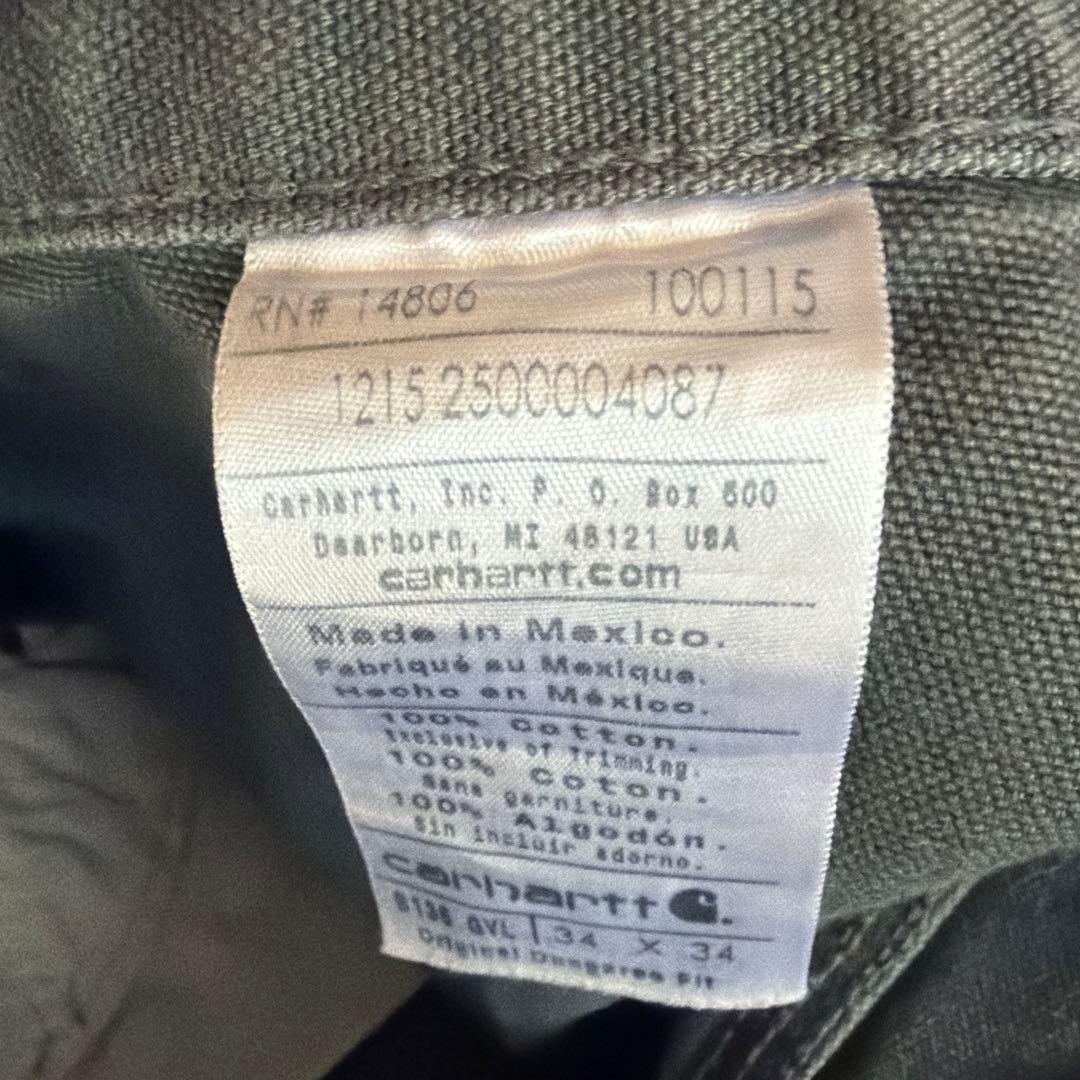 RN# 14806 100115
1215 2500004087
Carhartt, Inc. P. O. Box 600
Dearborn, MI 48121 USA
carhartt.com
Made in Mexico.
Fabriqué au Mexique.
Hecho en México.
100% Cotton.
Exclusive of Trimming.
100% Coton.
Sans garniture.
100% Algodón.
Sin incluir adorno.
carhartt
B136 GVL 34 X 34
Original Dungaree Fit